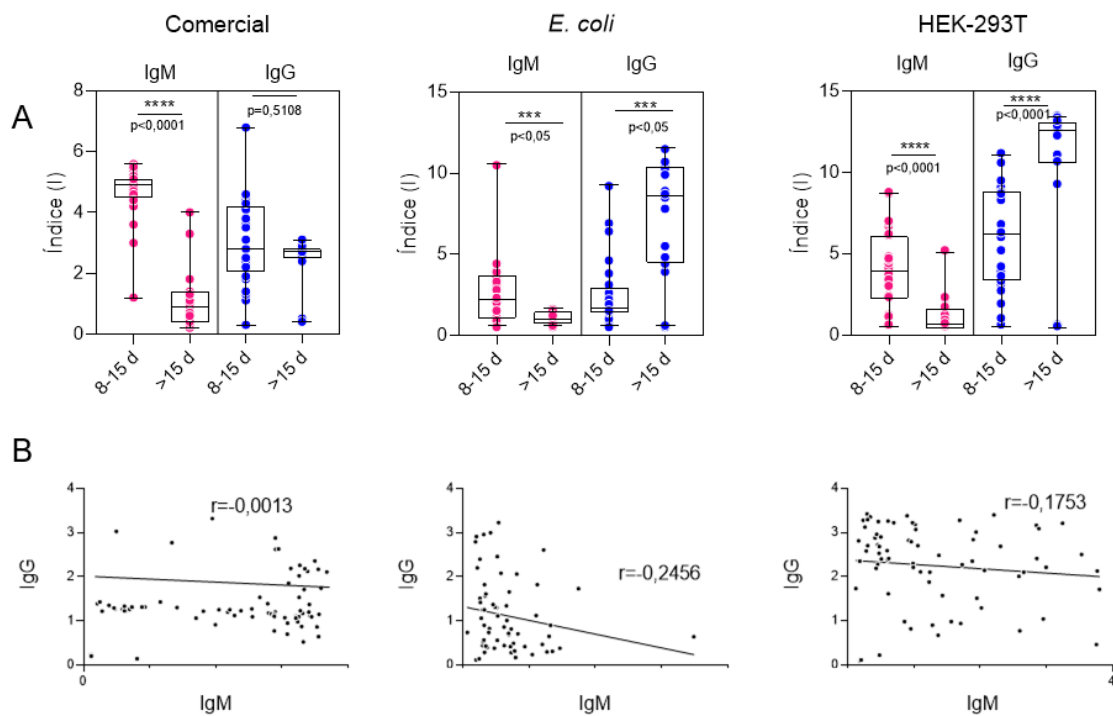 Comercial
E. coli
HEK-293T
A
IgM IgG
****
p<0,0001
p=0,5108
Índice (I)
6
4
2
0
8-15 d >15 d 8-15 d >15 d
IgM IgG
***
p<0,05
***
p<0,05
Índice (I)
15
10
5
0
8-15 d >15 d 8-15 d >15 d
IgM IgG
****
p<0,0001
****
p<0,0001
Índice (I)
15
10
5
0
8-15 d >15 d 8-15 d >15 d
B
r=-0,0013
IgG
4
3
2
1
0
0
IgM
r=-0,2456
IgG
4
3
2
1
0
IgM
r=-0,1753
IgG
4
3
2
1
0
4
IgM